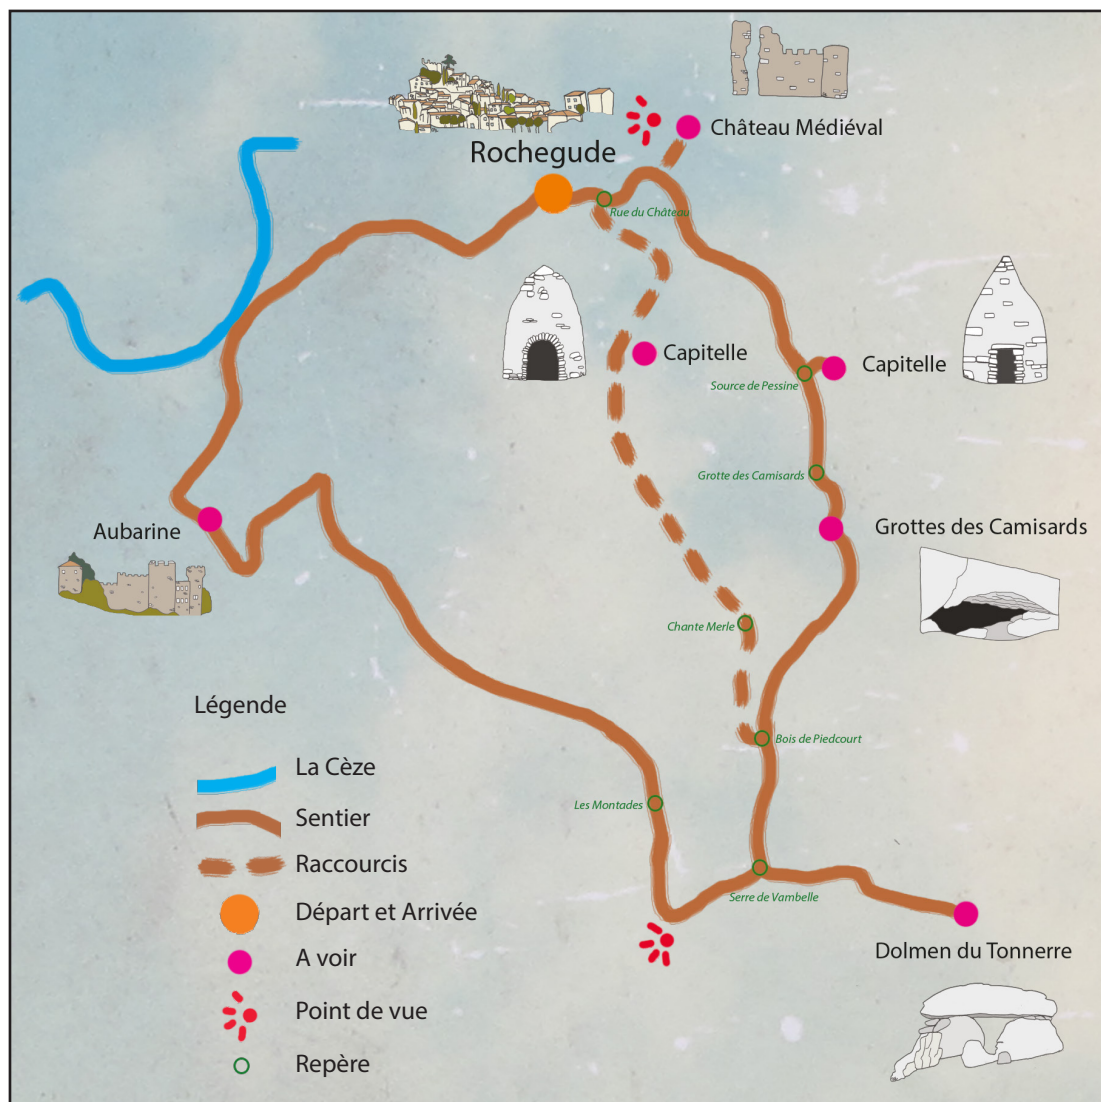 Château Médiéval
Rochegude
Rue du Château
Capitelle
Capitelle
Source de Pessine
Grotte des Camisards
Aubarine
Grottes des Camisards
Chante Merle
Légende
Bois de Piedcourt
La Cèze
Les Montades
Sentier
Raccourcis
Serre de Vambelle
Départ et Arrivée
Dolmen du Tonnerre
A voir
Point de vue
Repère